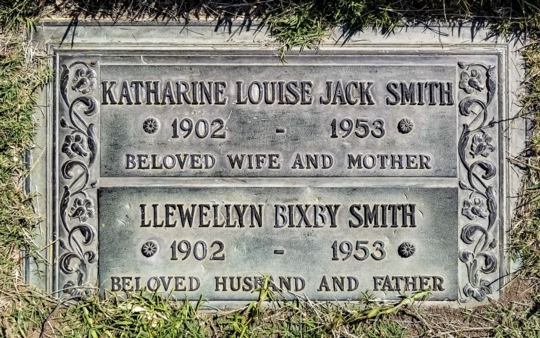 KATHARINE LOUISE JACK SMITH
1902 - 1953
BELOVED WIFE AND MOTHER
LLEWELLYN BIXBY SMITH
1902 - 1953
BELOVED HUSBAND AND FATHER